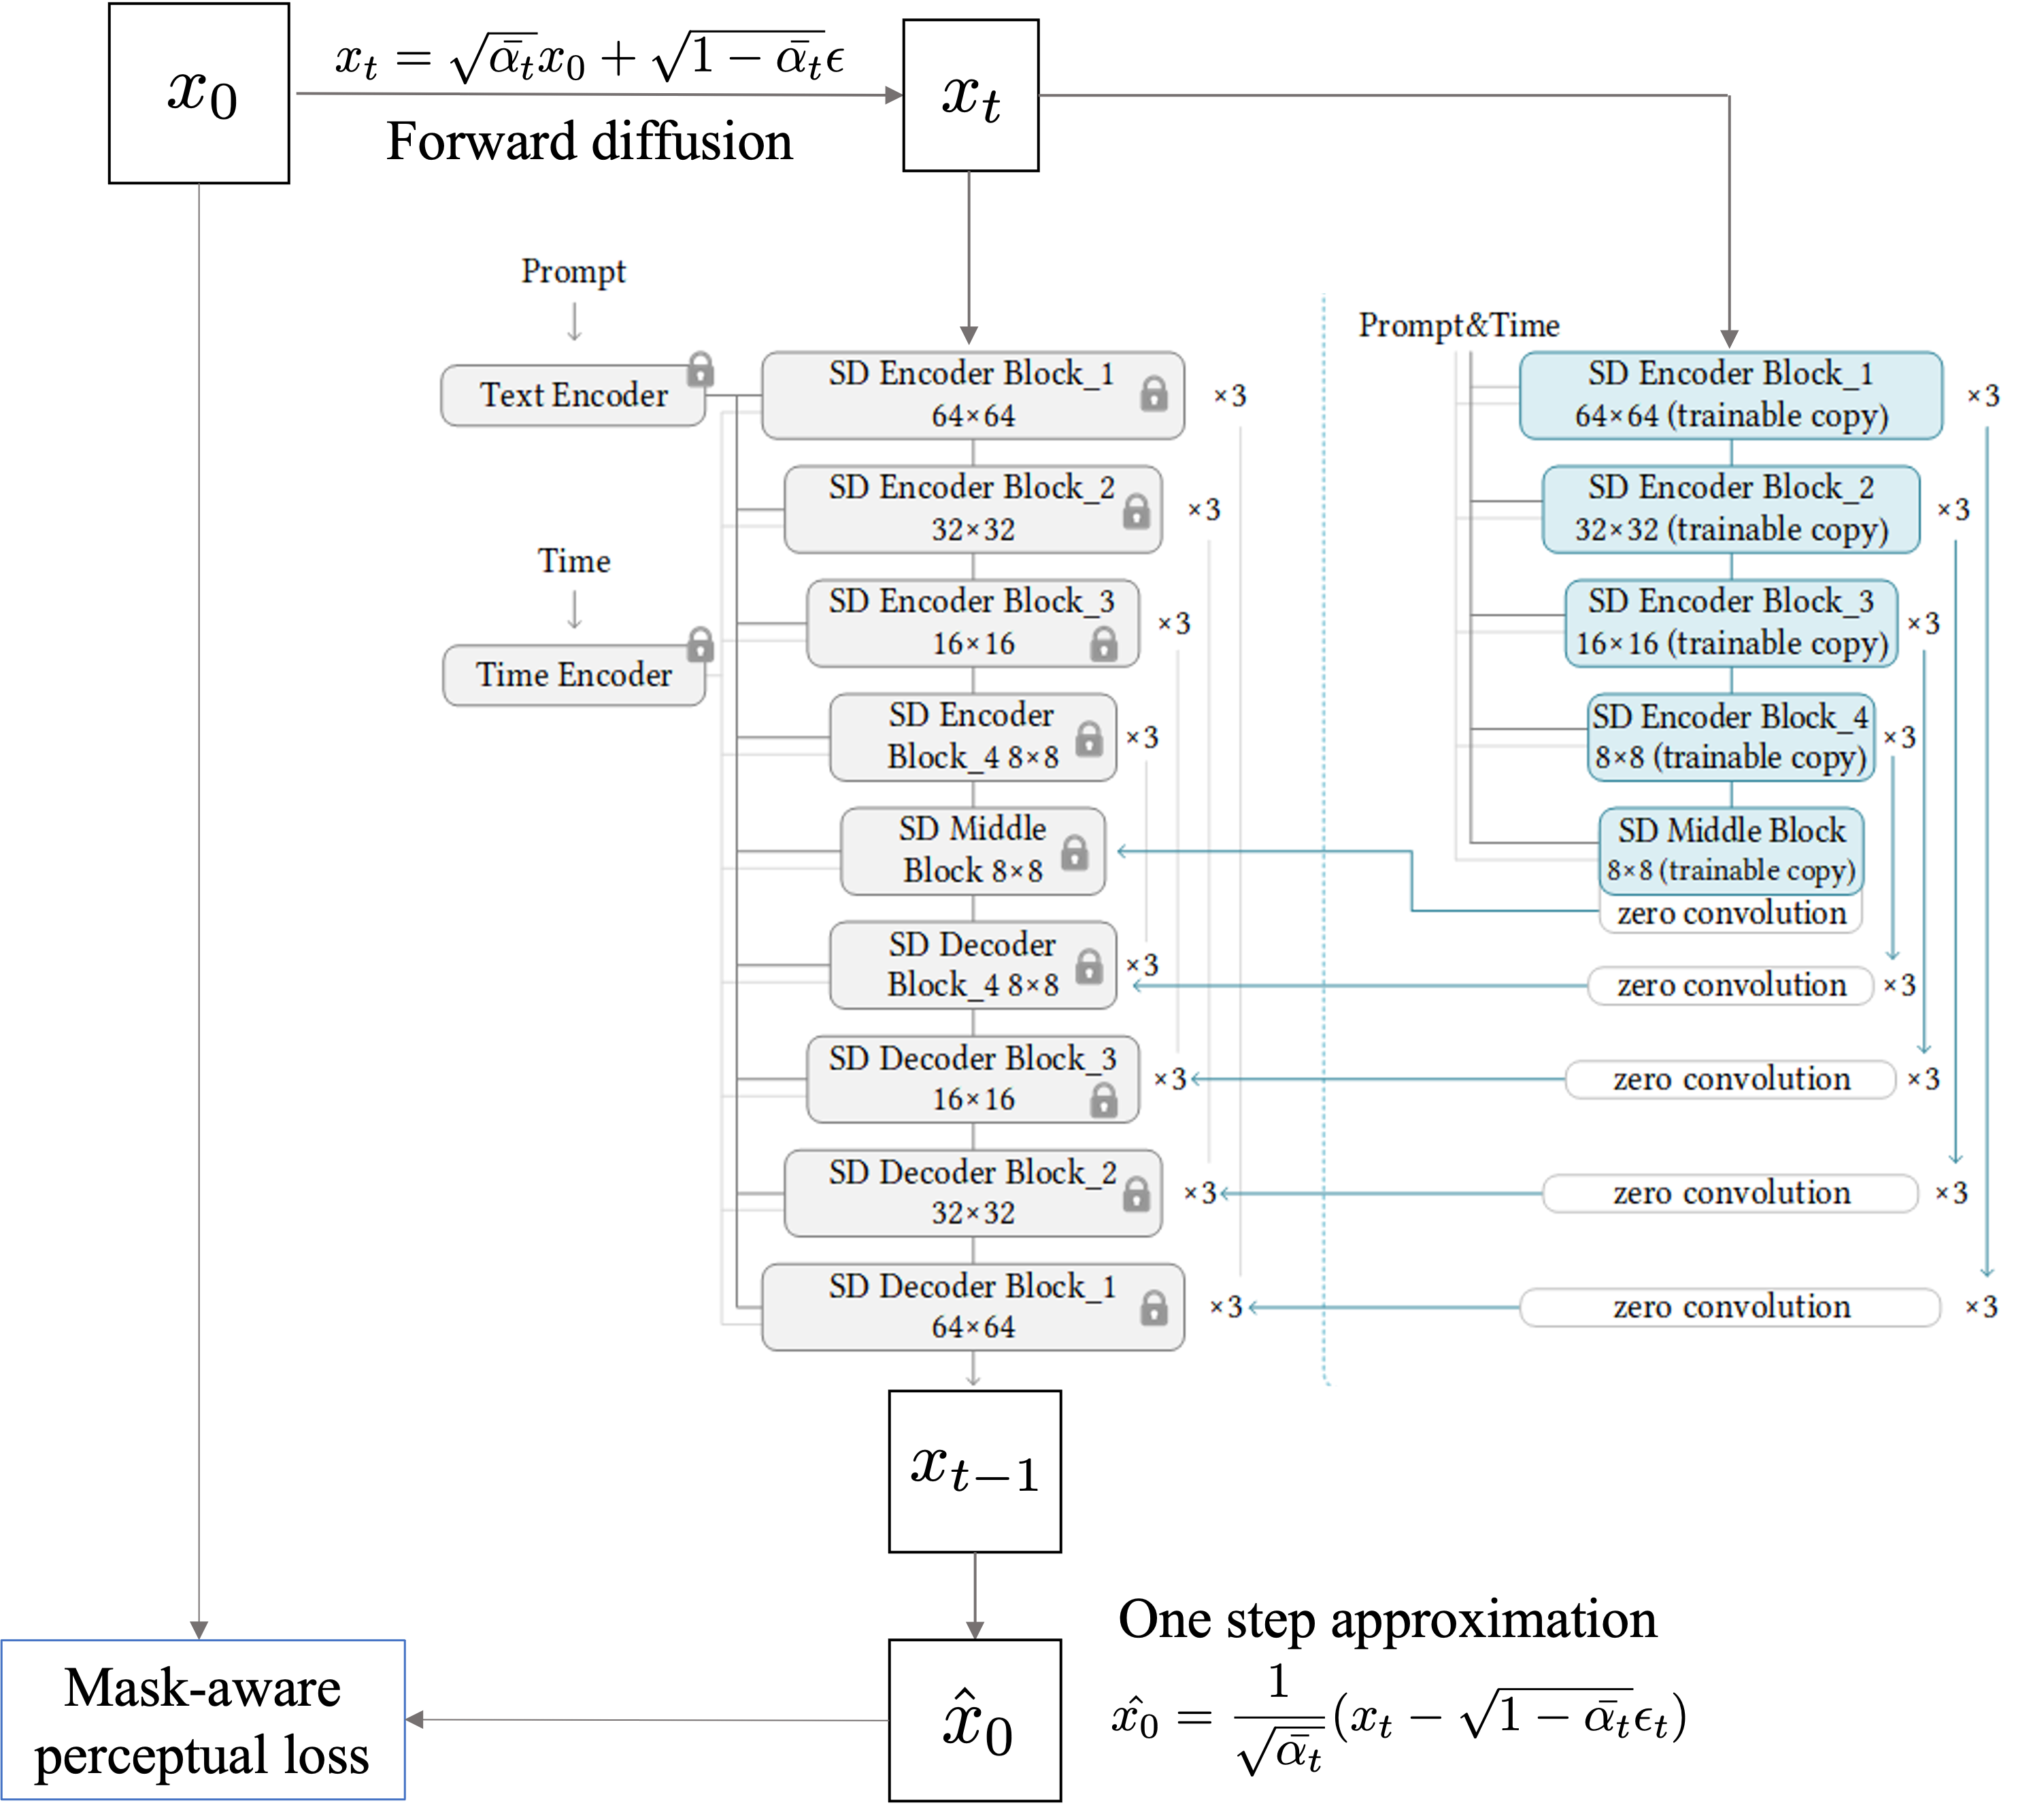 x_0
x_t = \sqrt{\bar{α}_t}x_0 + \sqrt{1 − \bar{α}_t}ϵ
Forward diffusion
x_t
Prompt
Text Encoder
Time
Time Encoder
SD Encoder Block_1
64×64
×3
SD Encoder Block_2
32×32
×3
SD Encoder Block_3
16×16
×3
SD Encoder
Block_4 8×8
×3
SD Middle
Block 8×8
SD Decoder
Block_4 8×8
×3
SD Decoder Block_3
16×16
×3
SD Decoder Block_2
32×32
×3
SD Decoder Block_1
64×64
×3
Prompt&Time
SD Encoder Block_1
64×64 (trainable copy)
×3
SD Encoder Block_2
32×32 (trainable copy)
×3
SD Encoder Block_3
16×16 (trainable copy)
×3
SD Encoder Block_4
8×8 (trainable copy)
×3
SD Middle Block
8×8 (trainable copy)
zero convolution
zero convolution ×3
zero convolution ×3
zero convolution ×3
zero convolution ×3
x_{t−1}
One step approximation
\hat{x_0} = \frac{1}{\sqrt{\bar{α}_t}}(x_t − \sqrt{1 − \bar{α}_t}ϵ_t)
\hat{x}_0
Mask-aware
perceptual loss